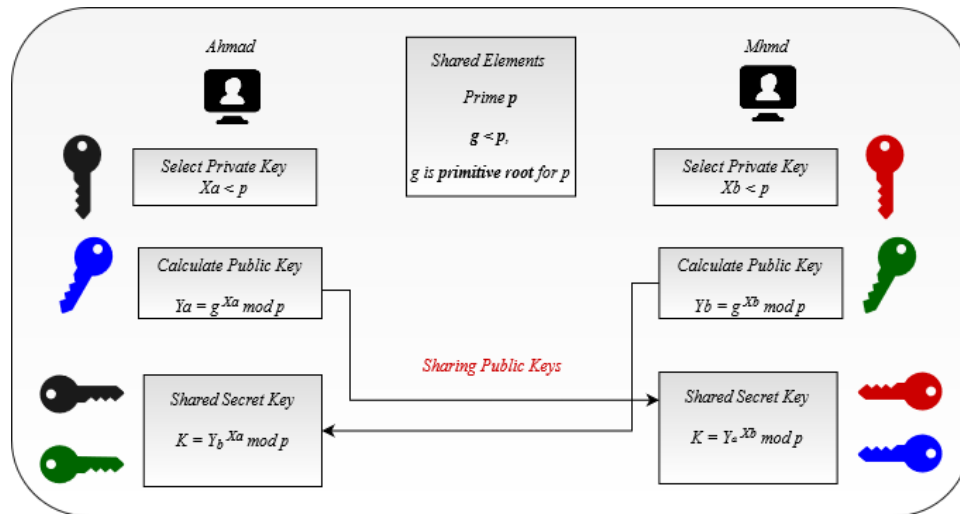 Ahmad
Mhmd
Shared Elements
Prime p
g < p,
g is primitive root for p
Select Private Key
Xa < p
Select Private Key
Xb < p
Calculate Public Key
Ya = g^Xa mod p
Calculate Public Key
Yb = g^Xb mod p
Sharing Public Keys
Shared Secret Key
K = Y_b^Xa mod p
Shared Secret Key
K = Y_a^Xb mod p